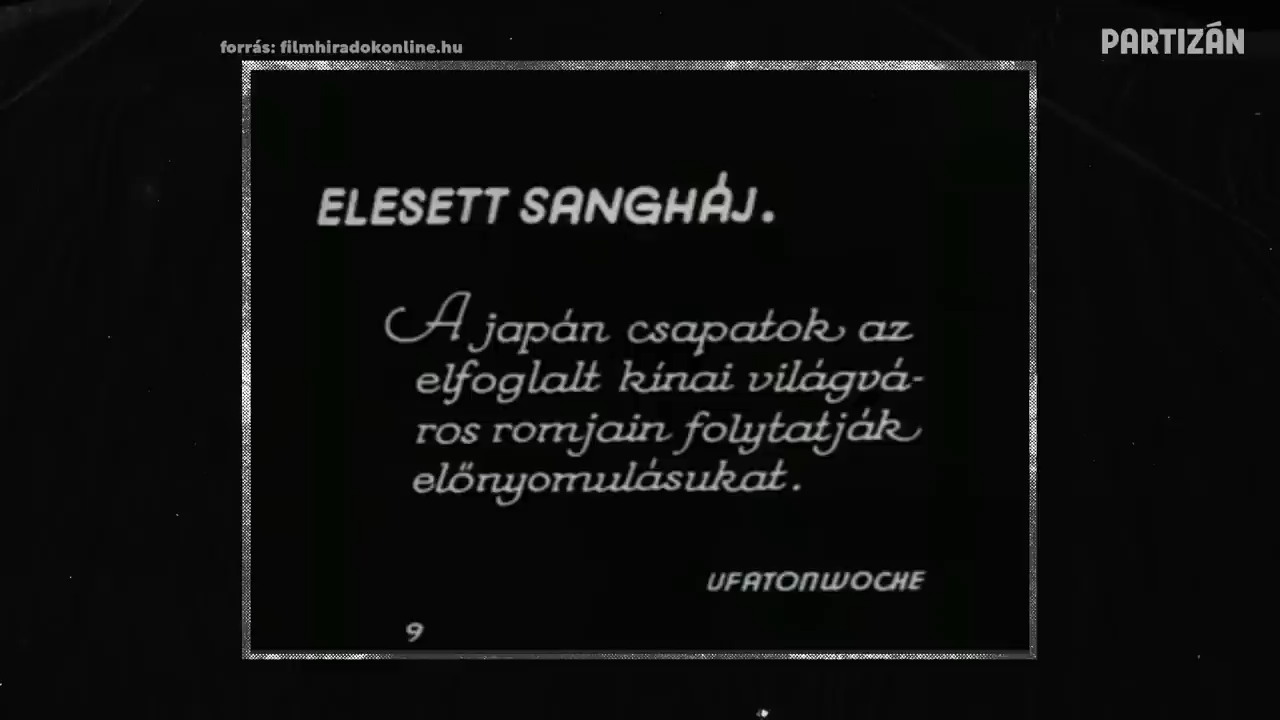 forrás: filmhiradokonline.hu
PARTIZÁN
ELESETT SANGHÁJ.
A japán csapatok az
elfoglalt kínai világvá-
ros romjain folytatják
előnyomulásukat.
UFATONWOCHE
9